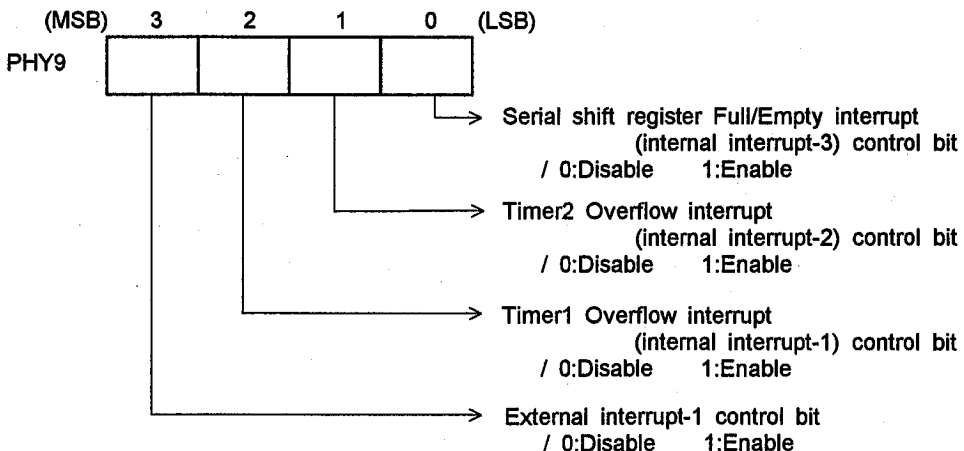 (MSB) 3 2 1 0 (LSB)
PHY9
Serial shift register Full/Empty interrupt
(internal interrupt-3) control bit
/ 0:Disable 1:Enable
Timer2 Overflow interrupt
(internal interrupt-2) control bit
/ 0:Disable 1:Enable
Timer1 Overflow interrupt
(internal interrupt-1) control bit
/ 0:Disable 1:Enable
External interrupt-1 control bit
/ 0:Disable 1:Enable